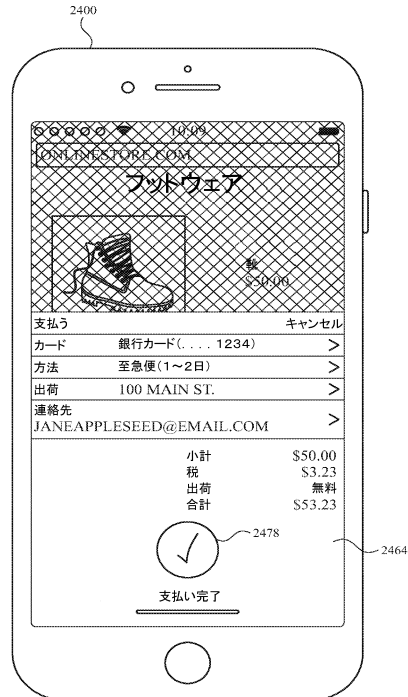 2400
10:09
ONLINESTORE.COM
フットウェア
靴
$50.00
支払う キャンセル
カード 銀行カード(....1234) >
方法 至急便(1~2日) >
出荷 100 MAIN ST. >
連絡先
JANEAPPLESEED@EMAIL.COM >
小計 $50.00
税 $3.23
出荷 無料
合計 $53.23
2478
2464
支払い完了